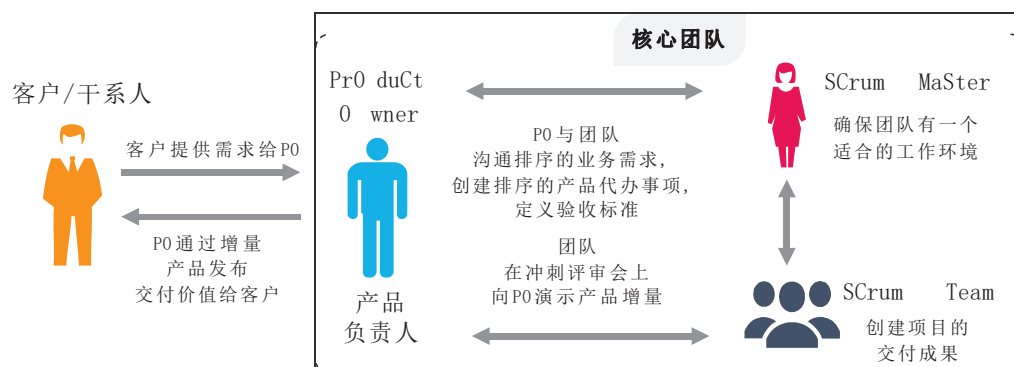 核心团队
客户/干系人
客户提供需求给PO
PO通过增量
产品发布
交付价值给客户
PrO duCt
O wner
产品
负责人
PO与团队
沟通排序的业务需求,
创建排序的产品代办事项,
定义验收标准
团队
在冲刺评审会上
向PO演示产品增量
SCrum MaSter
确保团队有一个
适合的工作环境
SCrum Team
创建项目的
交付成果